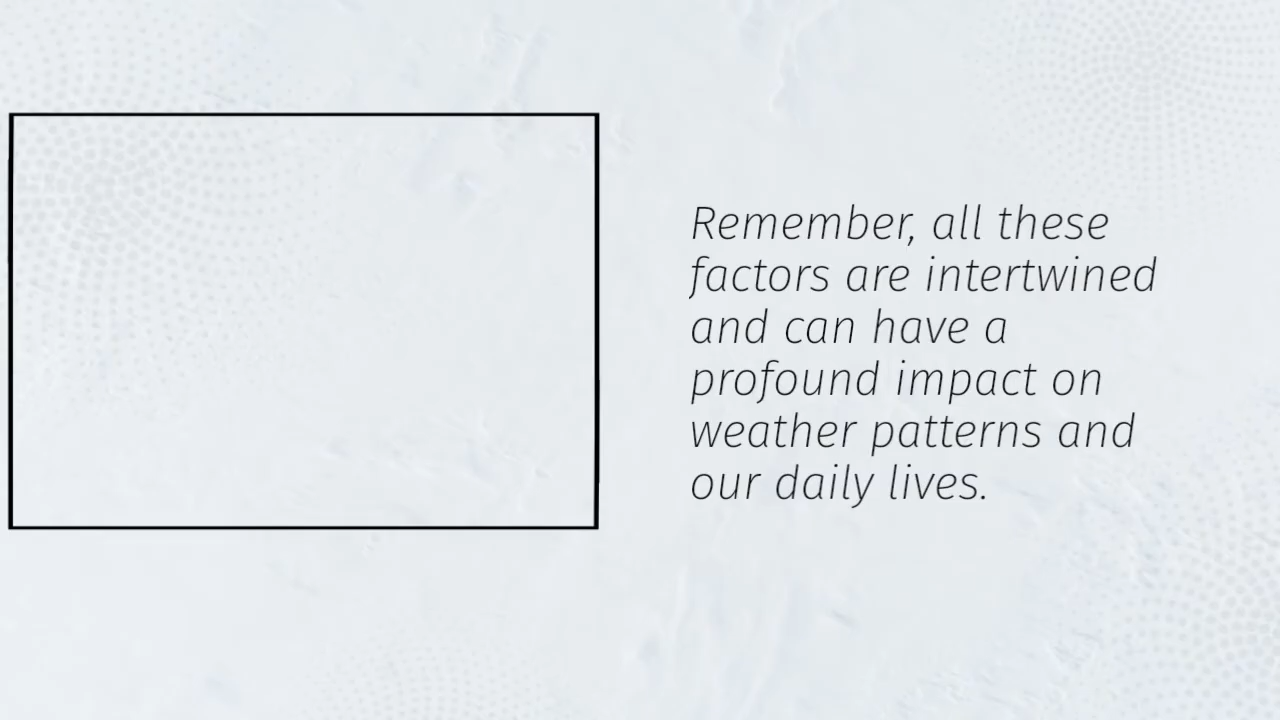 Remember, all these
factors are intertwined
and can have a
profound impact on
weather patterns and
our daily lives.